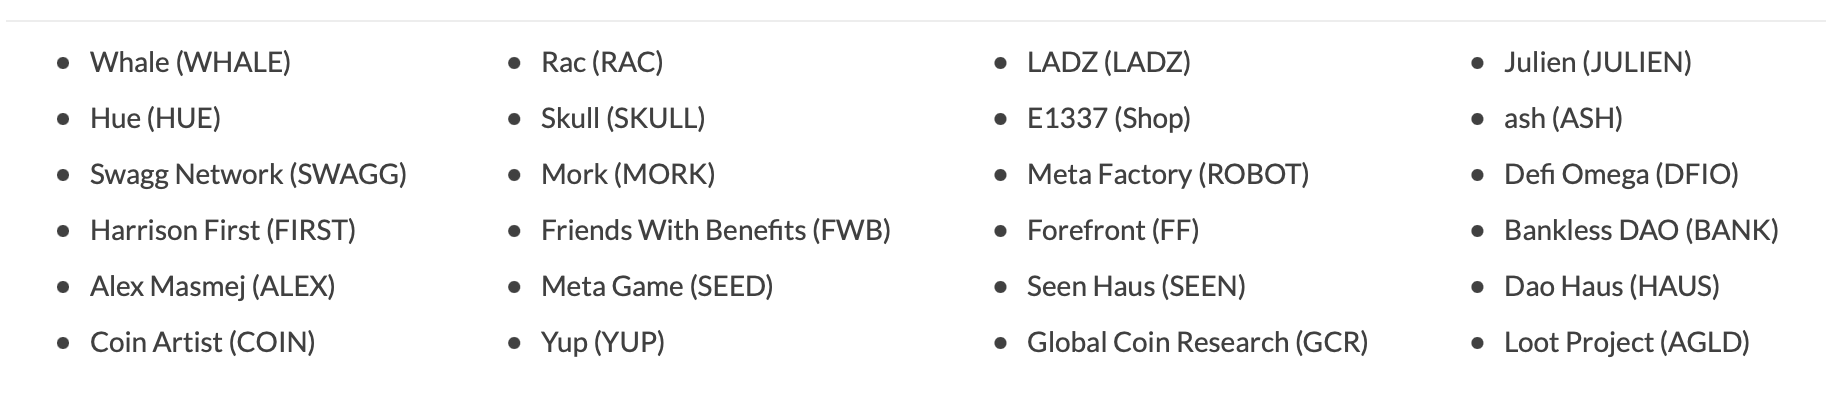 Whale (WHALE)
Hue (HUE)
Swagg Network (SWAGG)
Harrison First (FIRST)
Alex Masmej (ALEX)
Coin Artist (COIN)
Rac (RAC)
Skull (SKULL)
Mork (MORK)
Friends With Benefits (FWB)
Meta Game (SEED)
Yup (YUP)
LADZ (LADZ)
E1337 (Shop)
Meta Factory (ROBOT)
Forefront (FF)
Seen Haus (SEEN)
Global Coin Research (GCR)
Julien (JULIEN)
ash (ASH)
Defi Omega (DFIO)
Bankless DAO (BANK)
Dao Haus (HAUS)
Loot Project (AGLD)